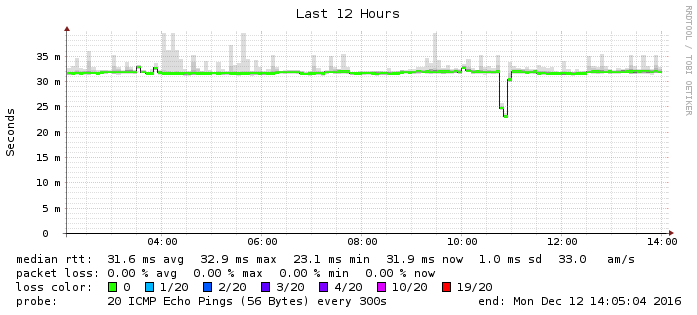 Last 12 Hours
RRDTOOL / TOBI OETIKER
Seconds
35 m
30 m
25 m
20 m
15 m
10 m
5 m
0
04:00 06:00 08:00 10:00 12:00 14:00
median rtt: 31.6 ms avg 32.9 ms max 23.1 ms min 31.9 ms now 1.0 ms sd 33.0 am/s
packet loss: 0.00 % avg 0.00 % max 0.00 % min 0.00 % now
loss color: 0 1/20 2/20 3/20 4/20 10/20 19/20
probe: 20 ICMP Echo Pings (56 Bytes) every 300s end: Mon Dec 12 14:05:04 2016